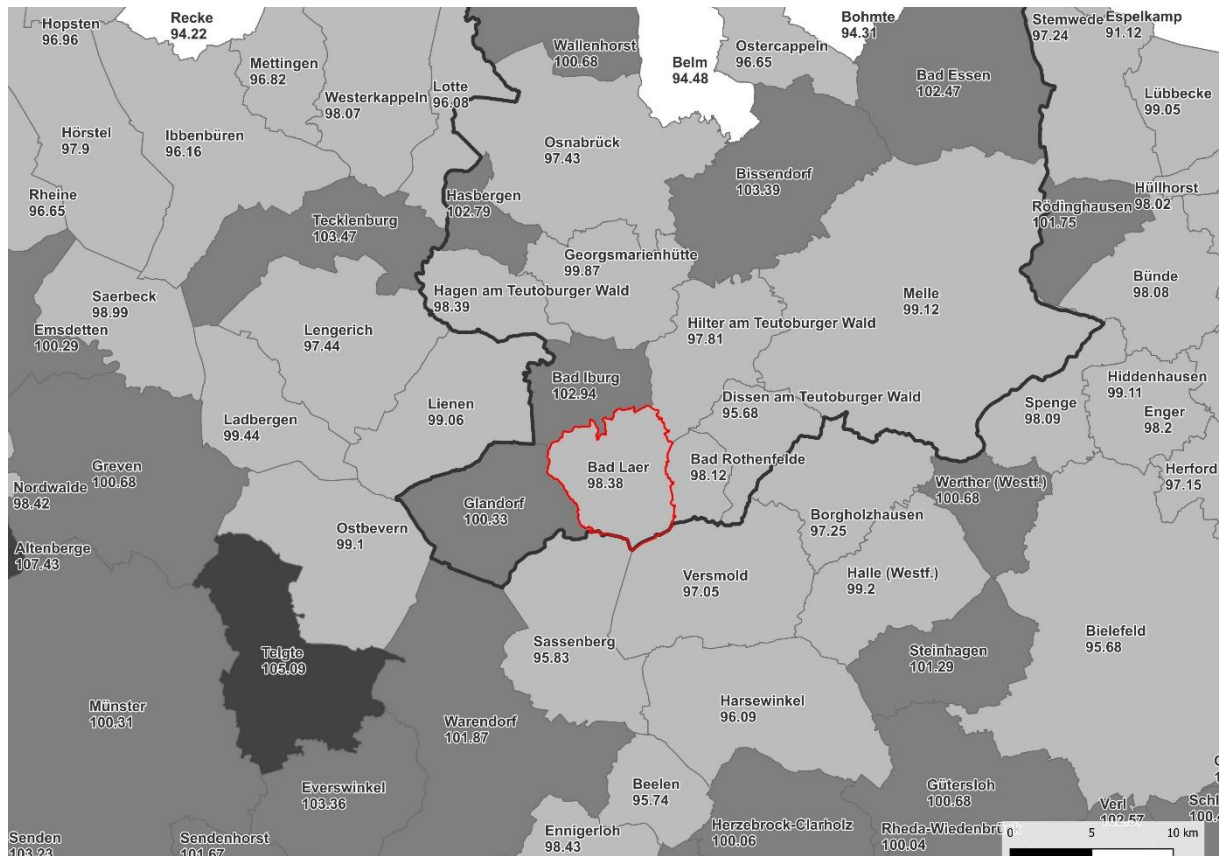 Hopsten
96.96
Recke
94.22
Mettingen
96.82
Westerkappeln
98.07
Lotte
96.08
Wallenhorst
100.68
Belm
94.48
Ostercappeln
96.65
Bohmte
94.31
Bad Essen
102.47
Stemwede
97.24
Espelkamp
91.12
Lübbecke
99.05
Hörstel
97.9
Ibbenbüren
96.16
Osnabrück
97.43
Bissendorf
103.39
Rheine
96.65
Tecklenburg
103.47
Hasbergen
102.79
Hüllhorst
98.02
Rödinghausen
101.75
Georgsmarienhütte
99.87
Saerbeck
98.99
Hagen am Teutoburger Wald
98.39
Melle
99.12
Bünde
98.08
Emsdetten
100.29
Lengerich
97.44
Hilter am Teutoburger Wald
97.81
Bad Iburg
102.94
Hiddenhausen
99.11
Ladbergen
99.44
Lienen
99.06
Dissen am Teutoburger Wald
95.68
Spenge
98.09
Enger
98.2
Greven
100.68
Bad Laer
98.38
Bad Rothenfelde
98.12
Herford
97.15
Nordwalde
98.42
Glandorf
100.33
Werther (Westf.)
100.68
Ostbevern
99.1
Borgholzhausen
97.25
Altenberge
107.43
Versmold
97.05
Halle (Westf.)
99.2
Telgte
105.09
Sassenberg
95.83
Bielefeld
95.68
Steinhagen
101.29
Münster
100.31
Warendorf
101.87
Harsewinkel
96.09
Everswinkel
103.36
Beelen
95.74
Gütersloh
100.68
Verl
102.57
Senden
103.23
Sendenhorst
101.67
Ennigerloh
98.43
Herzebrock-Clarholz
100.06
Rheda-Wiedenbrück
100.04
0 5 10 km